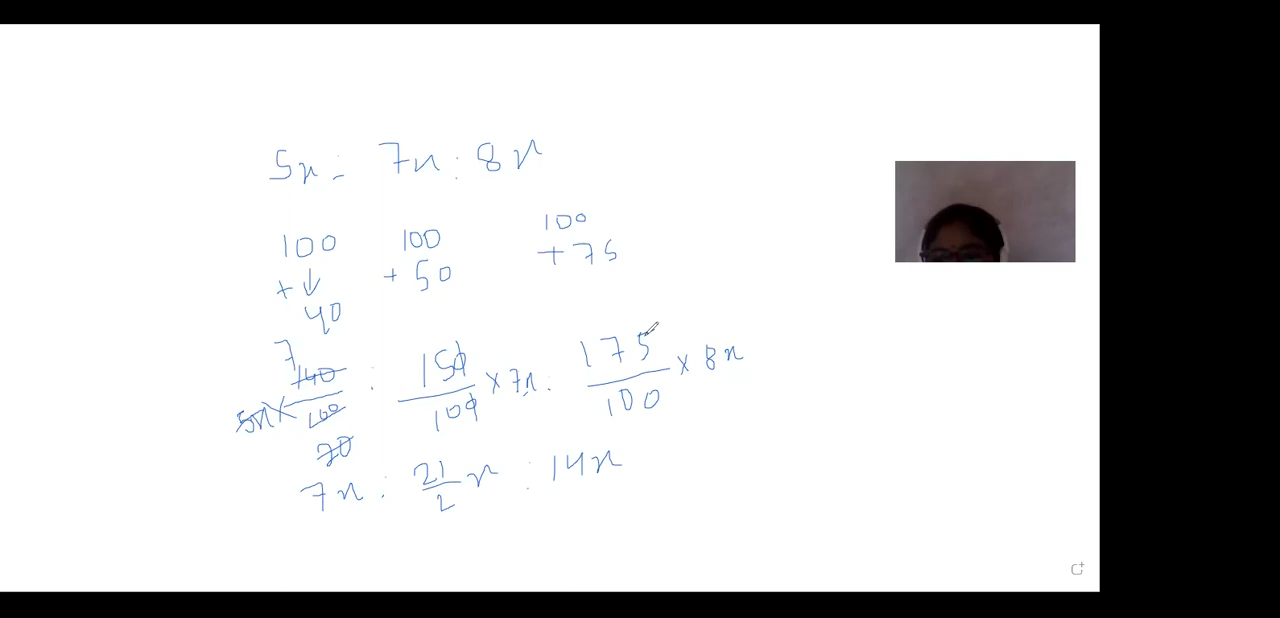 5x : 7x : 8x
100 100 100
+ ↓ + 50 + 75
40
7
5x × 140/100 : 150/100 × 7x : 175/100 × 8x
20
7x : 21/2 x : 14x